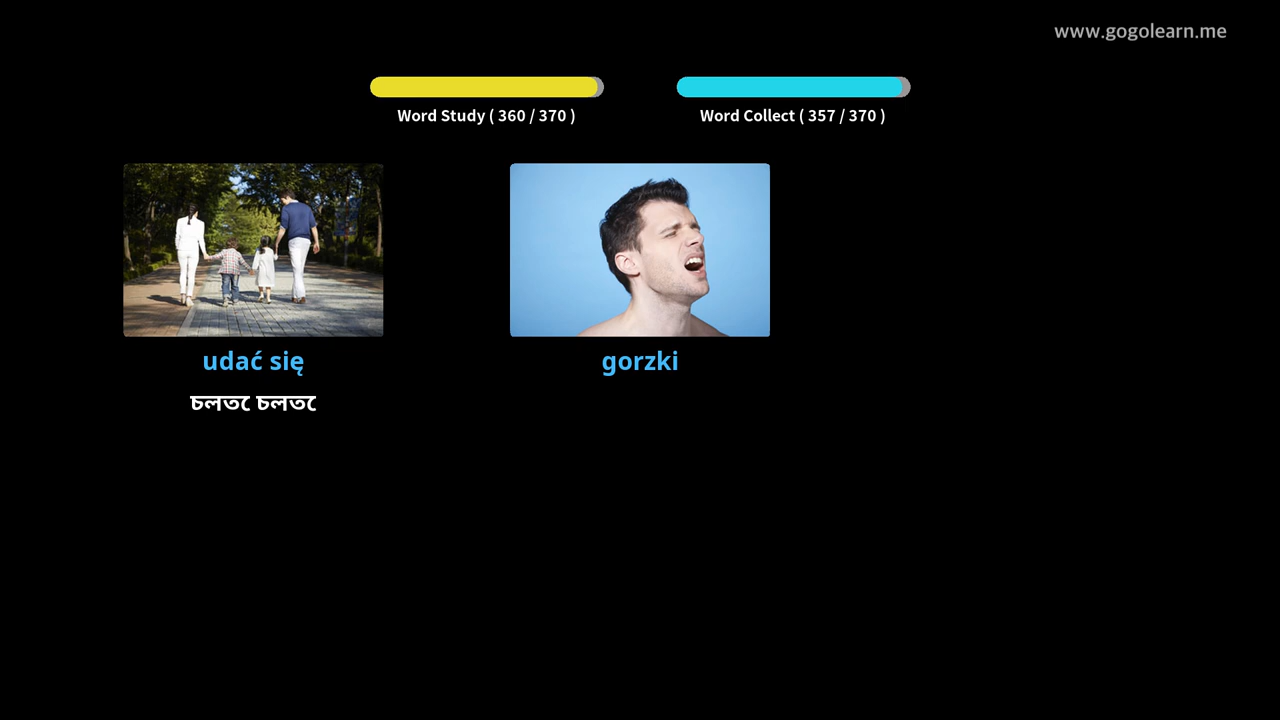 www.gogolearn.me
Word Study ( 360 / 370 )
Word Collect ( 357 / 370 )
udać się
gorzki
চলতে চলতে